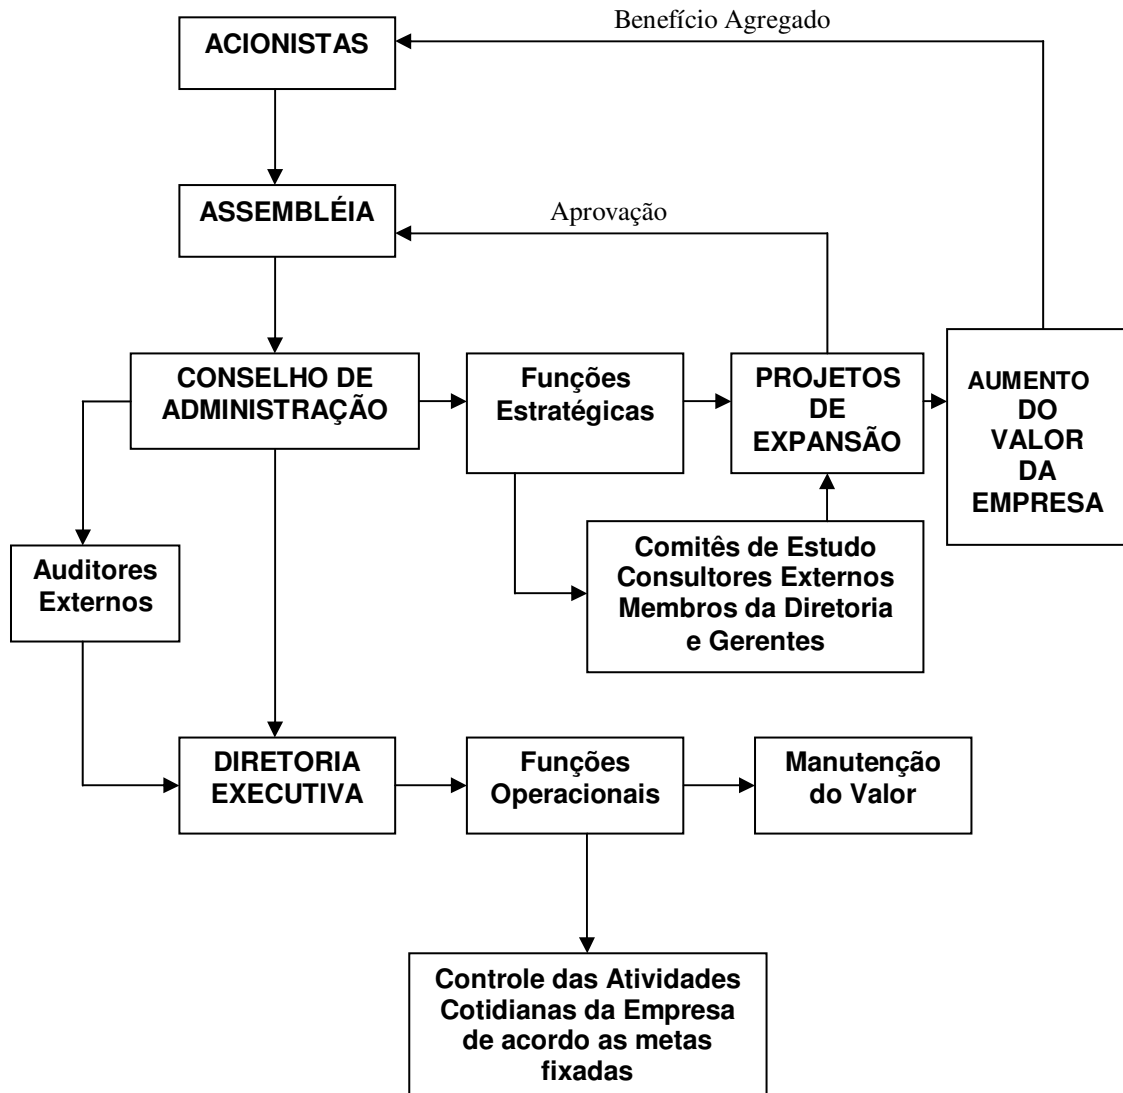 Benefício Agregado
ACIONISTAS
ASSEMBLÉIA
Aprovação
CONSELHO DE
ADMINISTRAÇÃO
Funções
Estratégicas
PROJETOS
DE
EXPANSÃO
AUMENTO
DO
VALOR
DA
EMPRESA
Auditores
Externos
Comitês de Estudo
Consultores Externos
Membros da Diretoria
e Gerentes
DIRETORIA
EXECUTIVA
Funções
Operacionais
Manutenção
do Valor
Controle das Atividades
Cotidianas da Empresa
de acordo as metas
fixadas